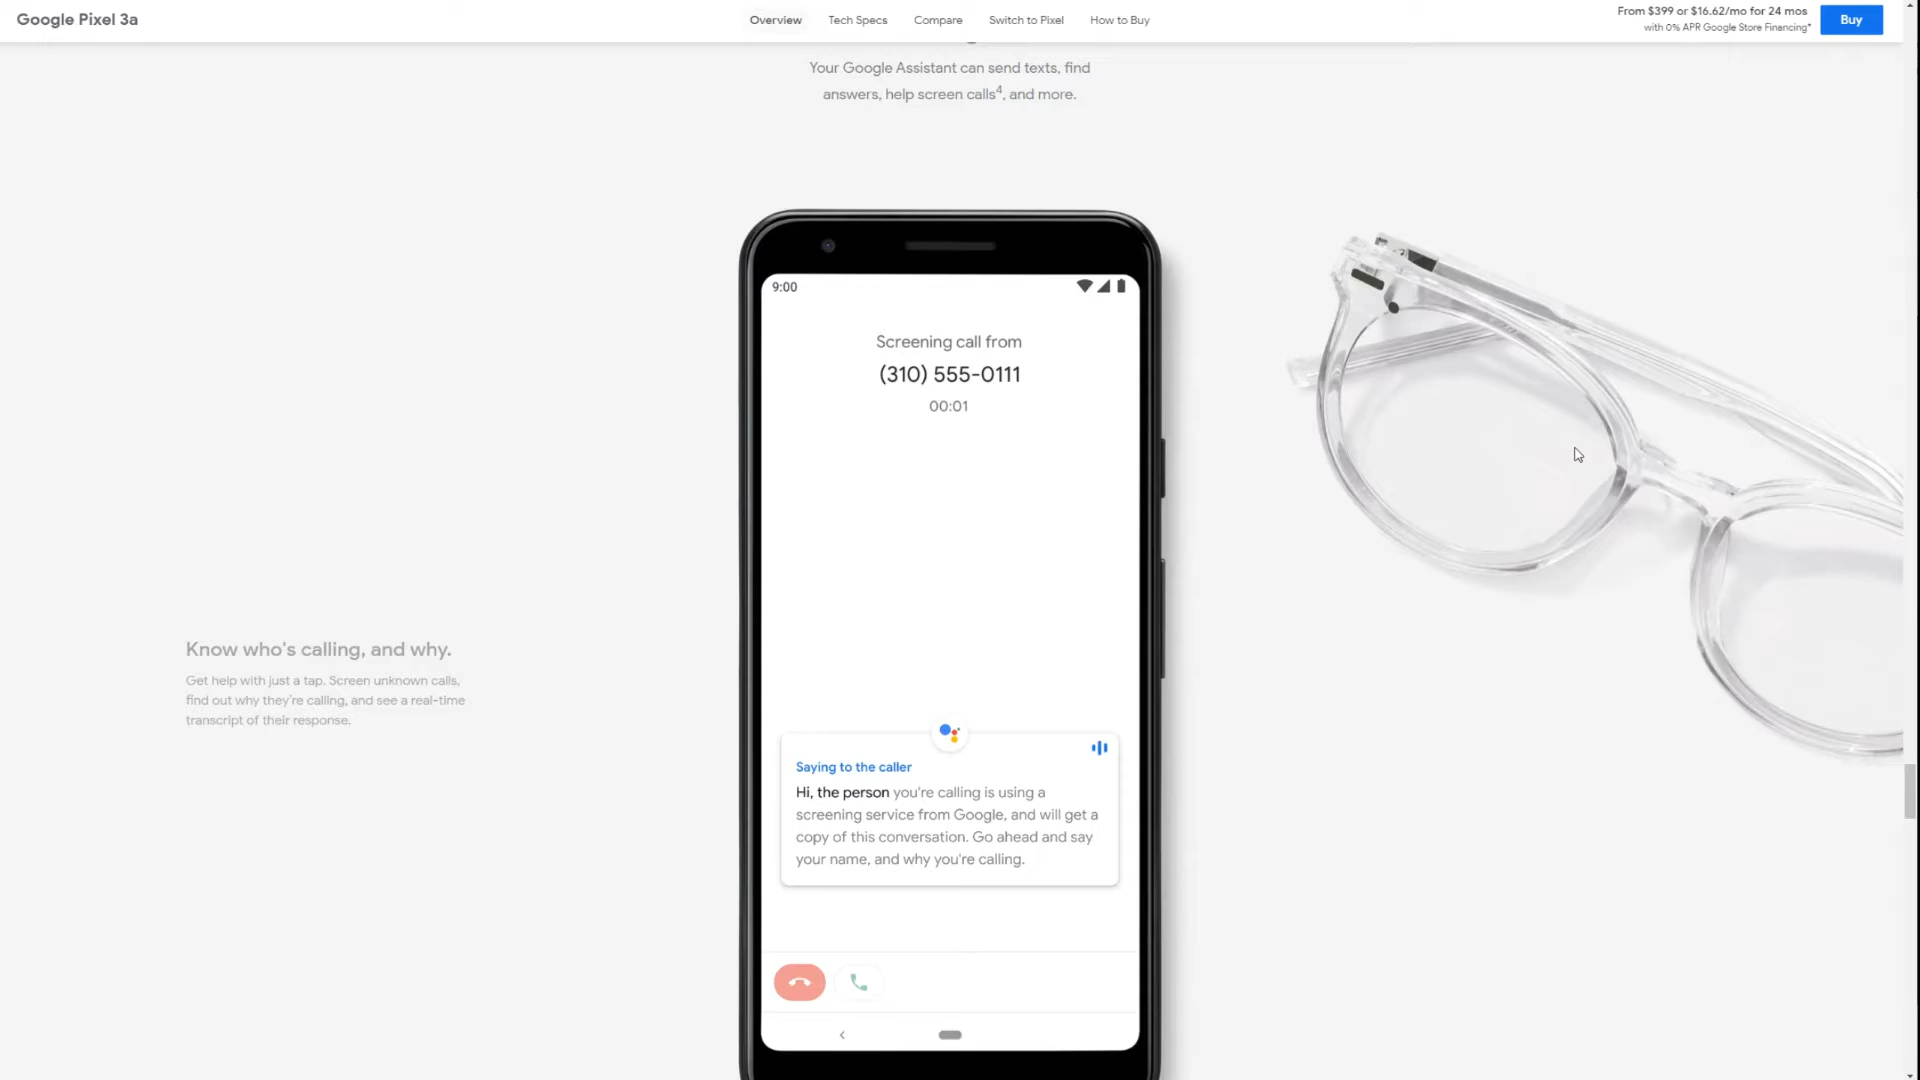 Google Pixel 3a
Overview
Tech Specs
Compare
Switch to Pixel
How to Buy
From $399 or $16.62/mo for 24 mos
with 0% APR Google Store Financing*
Buy
Your Google Assistant can send texts, find
answers, help screen calls⁴, and more.
9:00
Screening call from
(310) 555-0111
00:01
Know who's calling, and why.
Get help with just a tap. Screen unknown calls,
find out why they're calling, and see a real-time
transcript of their response.
Saying to the caller
Hi, the person you're calling is using a
screening service from Google, and will get a
copy of this conversation. Go ahead and say
your name, and why you're calling.